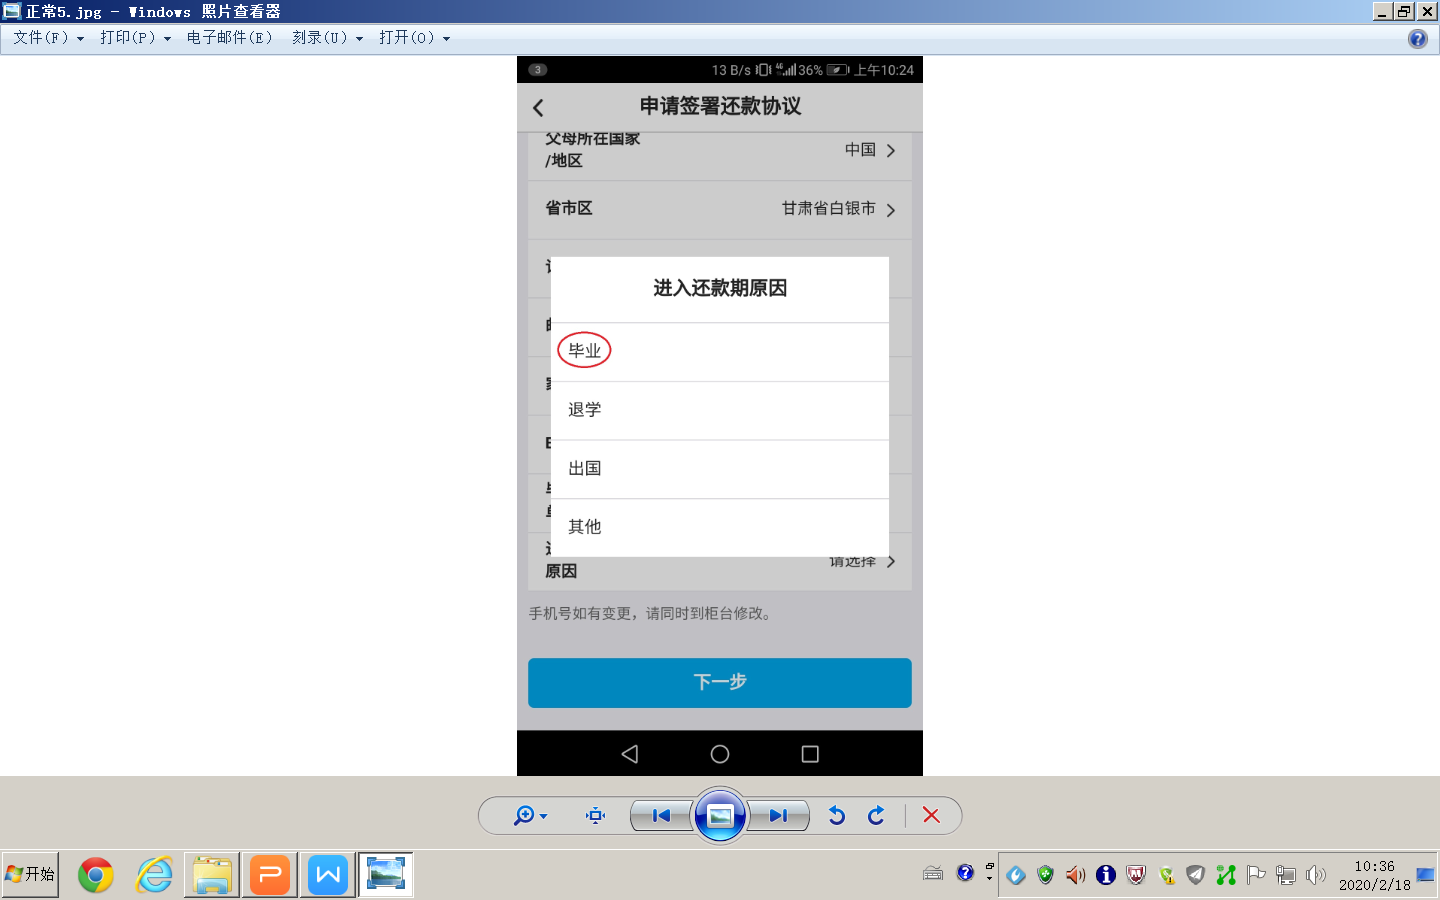 正常5.jpg - Windows 照片查看器
文件(F) 打印(P) 电子邮件(E) 刻录(U) 打开(O)
3 13 B/s 4G 36% 上午10:24
申请签署还款协议
父母所在国家
/地区
中国
省市区 甘肃省白银市
进入还款期原因
毕业
退学
出国
其他
原因
请选择
手机号如有变更，请同时到柜台修改。
下一步
开始
10:36
2020/2/18